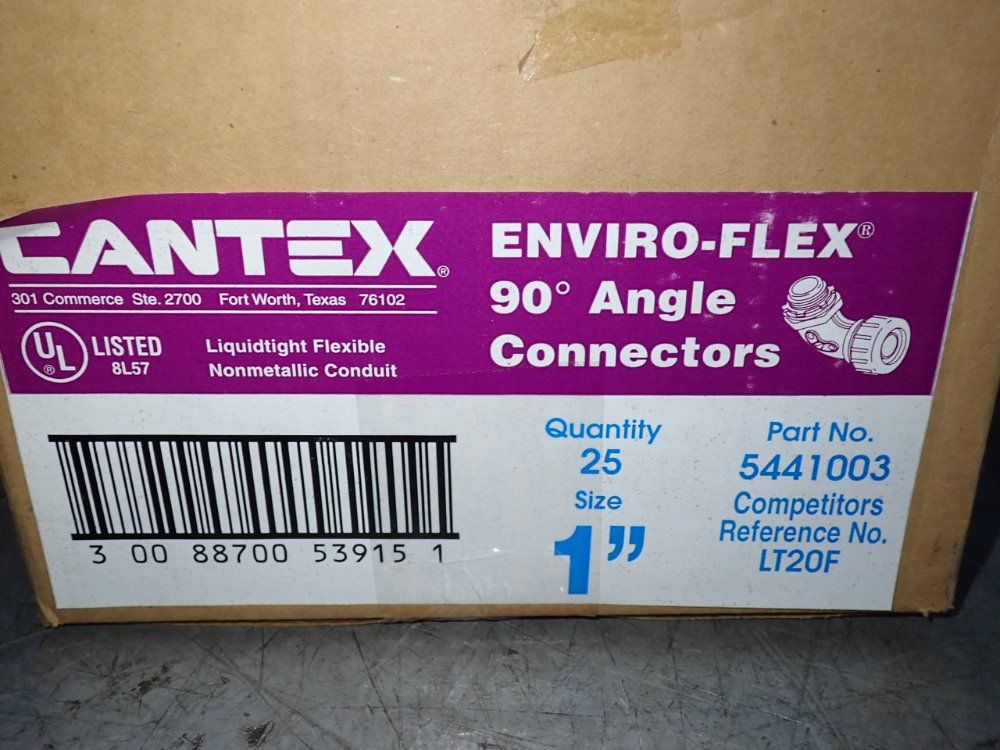 CANTEX®
301 Commerce Ste. 2700 Fort Worth, Texas 76102
UL® LISTED
8L57
Liquidtight Flexible
Nonmetallic Conduit
ENVIRO-FLEX®
90° Angle
Connectors
3 00 88700 53915 1
Quantity
25
Size
1”
Part No.
5441003
Competitors
Reference No.
LT20F